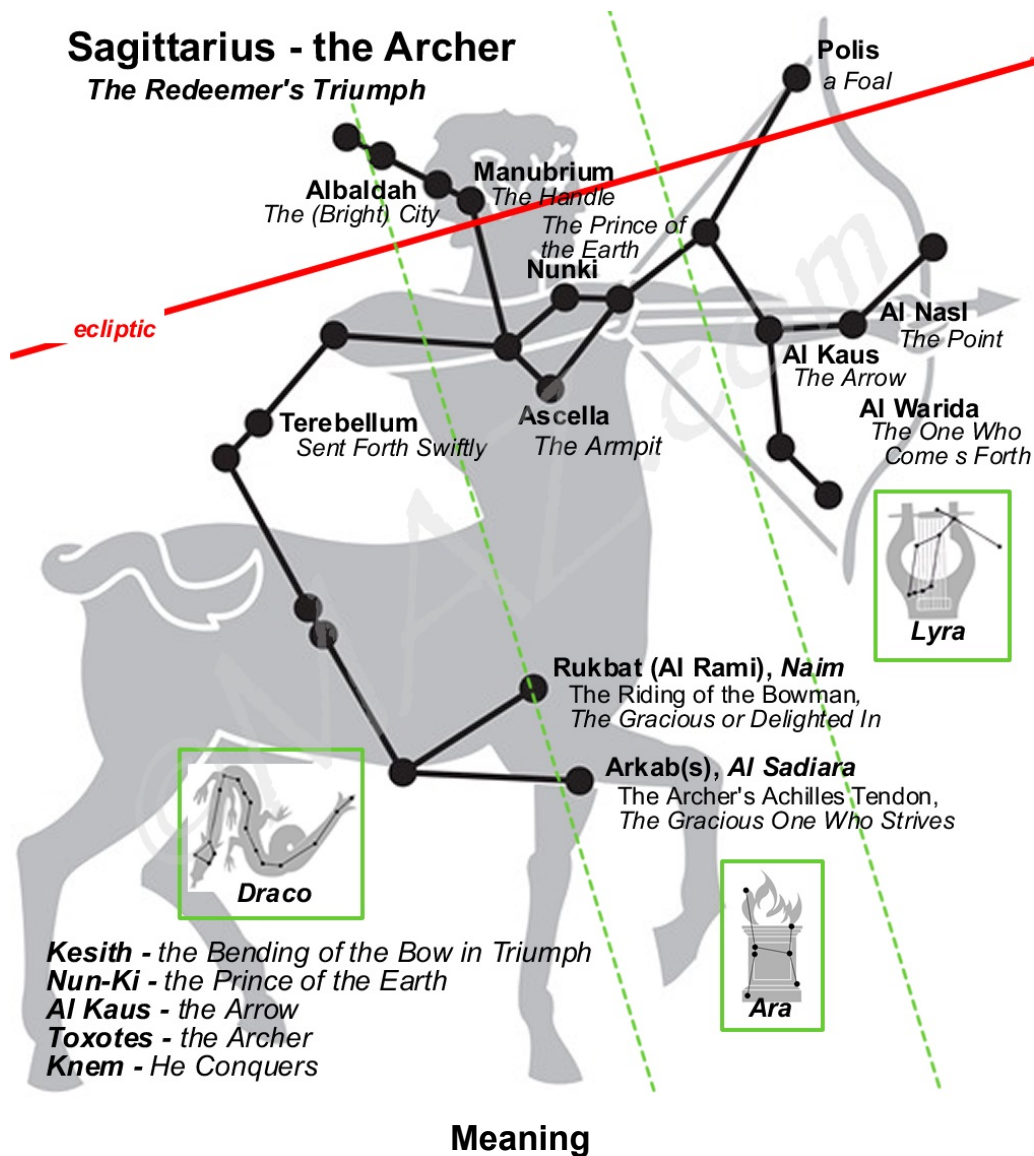 Sagittarius - the Archer
The Redeemer's Triumph
Polis
a Foal
Albaldah
The (Bright) City
Manubrium
The Handle
The Prince of
the Earth
Nunki
ecliptic
Al Nasl
The Point
Al Kaus
The Arrow
Terebellum
Sent Forth Swiftly
Ascella
The Armpit
Al Warida
The One Who
Come s Forth
Lyra
Rukbat (Al Rami), Naim
The Riding of the Bowman,
The Gracious or Delighted In
Arkab(s), Al Sadiara
The Archer's Achilles Tendon,
The Gracious One Who Strives
Draco
Ara
Kesith - the Bending of the Bow in Triumph
Nun-Ki - the Prince of the Earth
Al Kaus - the Arrow
Toxotes - the Archer
Knem - He Conquers
Meaning